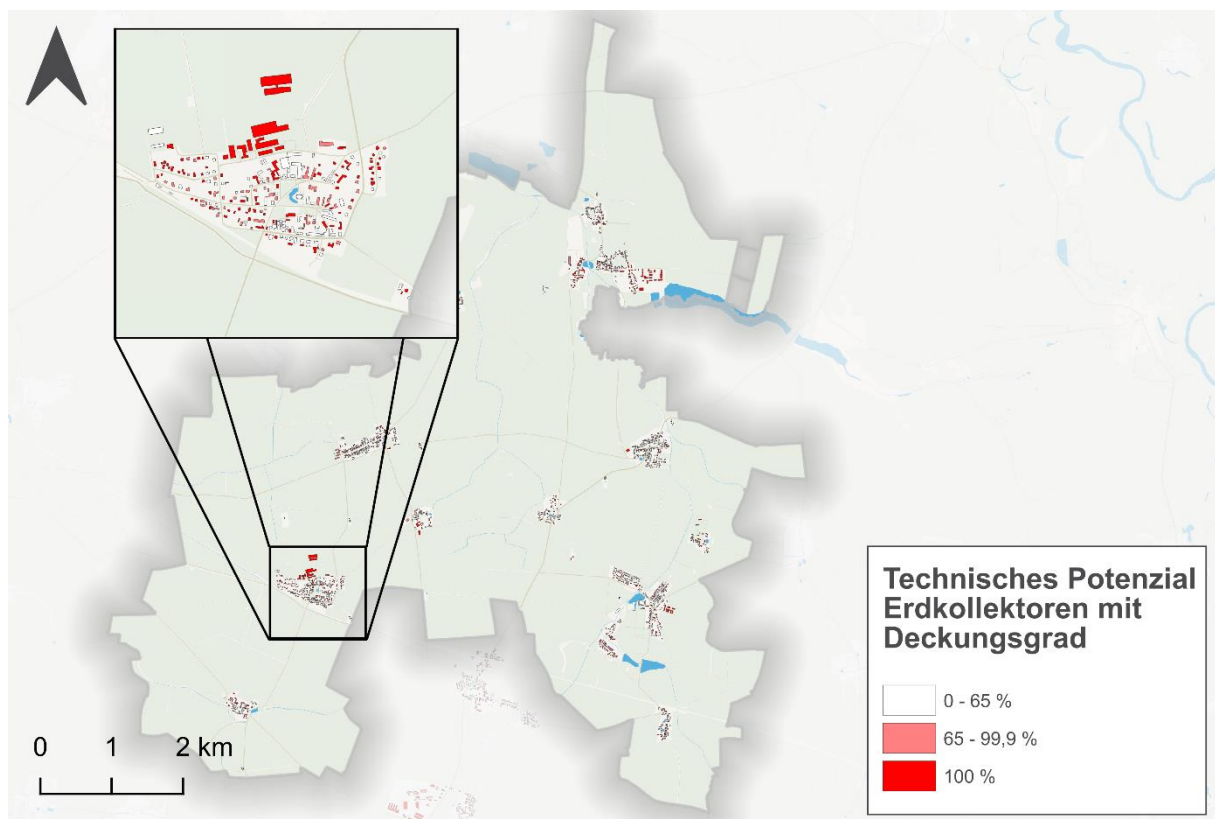 Technisches Potenzial
Erdkollektoren mit
Deckungsgrad
0 - 65 %
65 - 99,9 %
100 %
0 1 2 km